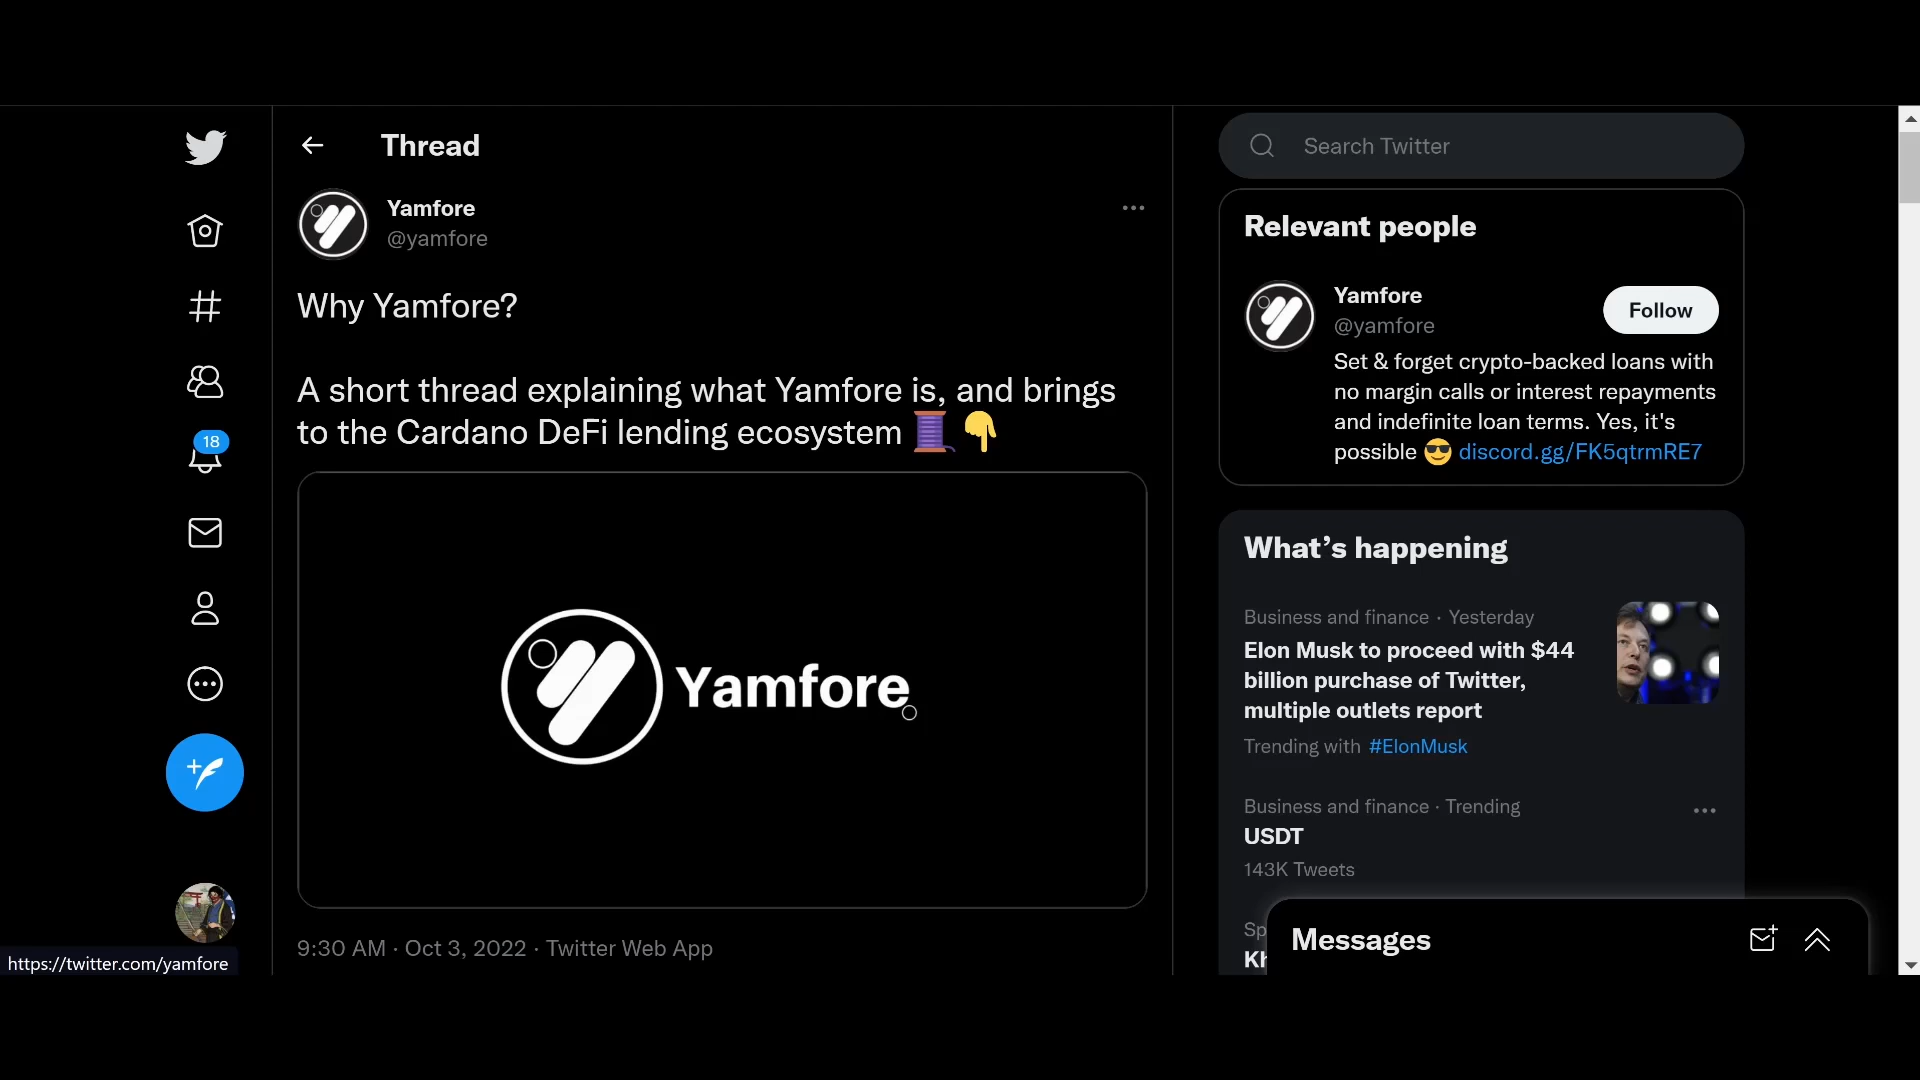 Thread
Yamfore
@yamfore
Why Yamfore?
A short thread explaining what Yamfore is, and brings
to the Cardano DeFi lending ecosystem 🧵👇
Yamfore
9:30 AM · Oct 3, 2022 · Twitter Web App
18
https://twitter.com/yamfore
Search Twitter
Relevant people
Yamfore
@yamfore
Follow
Set & forget crypto-backed loans with
no margin calls or interest repayments
and indefinite loan terms. Yes, it's
possible 😎 discord.gg/FK5qtrmRE7
What's happening
Business and finance · Yesterday
Elon Musk to proceed with $44
billion purchase of Twitter,
multiple outlets report
Trending with #ElonMusk
Business and finance · Trending
USDT
143K Tweets
Messages